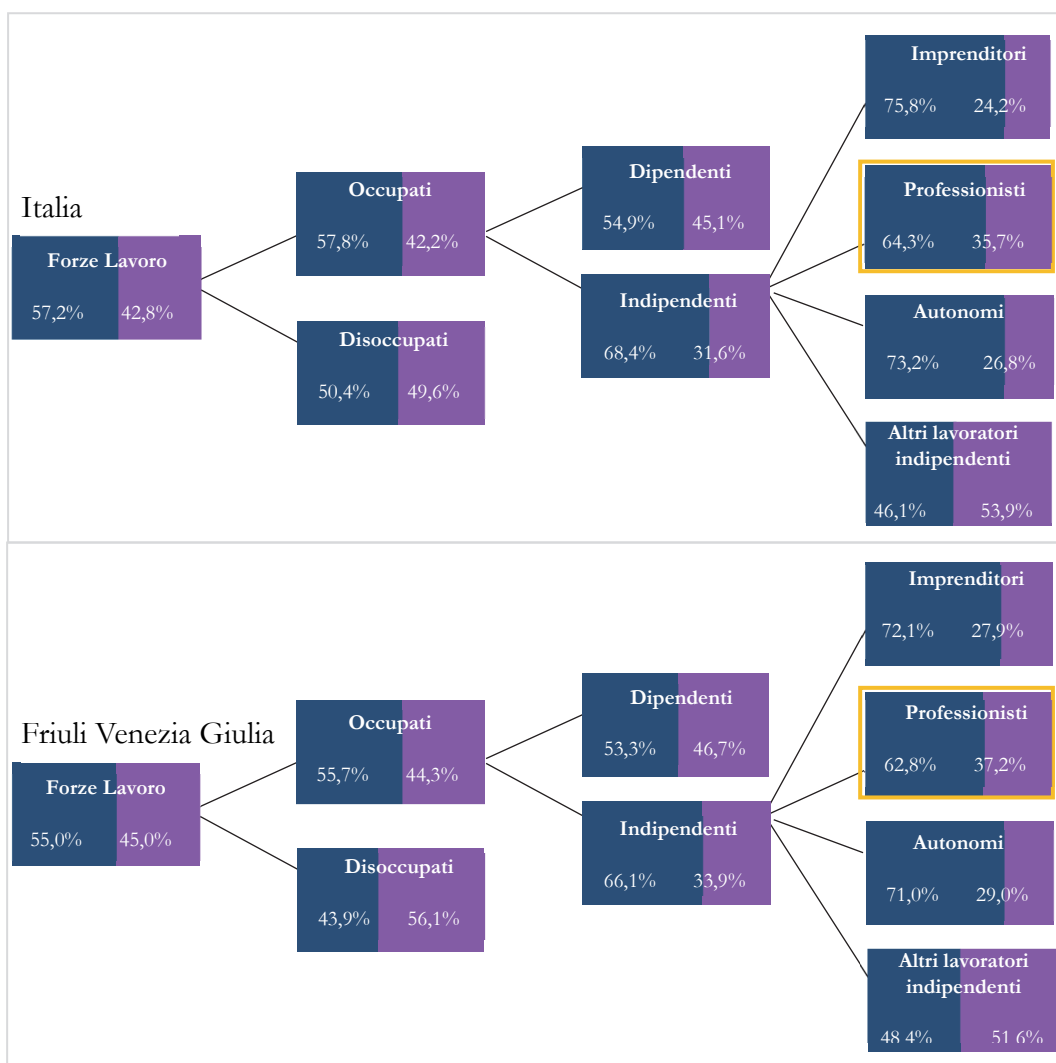 Italia
Forze Lavoro
57,2% 42,8%
Occupati
57,8% 42,2%
Disoccupati
50,4% 49,6%
Dipendenti
54,9% 45,1%
Indipendenti
68,4% 31,6%
Imprenditori
75,8% 24,2%
Professionisti
64,3% 35,7%
Autonomi
73,2% 26,8%
Altri lavoratori
indipendenti
46,1% 53,9%
Friuli Venezia Giulia
Forze Lavoro
55,0% 45,0%
Occupati
55,7% 44,3%
Disoccupati
43,9% 56,1%
Dipendenti
53,3% 46,7%
Indipendenti
66,1% 33,9%
Imprenditori
72,1% 27,9%
Professionisti
62,8% 37,2%
Autonomi
71,0% 29,0%
Altri lavoratori
indipendenti
48,4% 51,6%